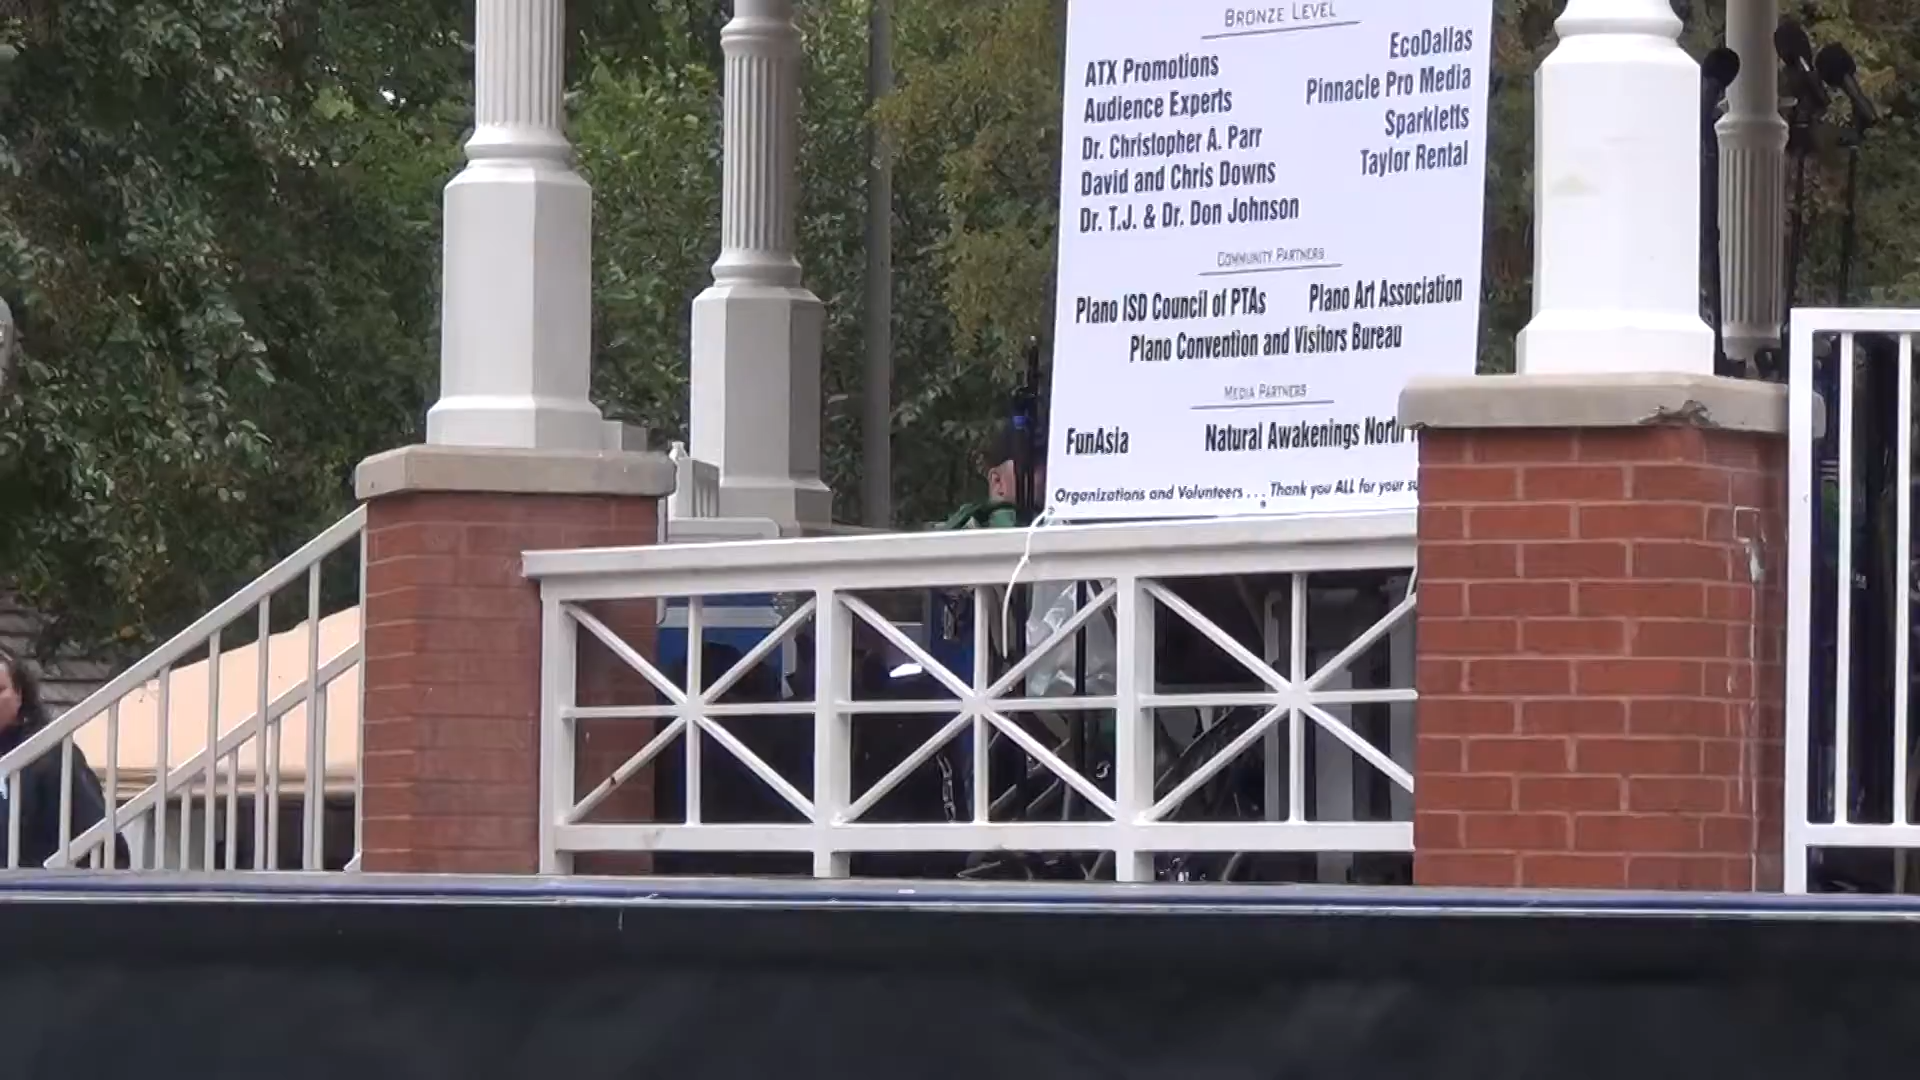 BRONZE LEVEL
ATX Promotions
Audience Experts
Dr. Christopher A. Parr
David and Chris Downs
Dr. T.J. & Dr. Don Johnson
EcoDallas
Pinnacle Pro Media
Sparkletts
Taylor Rental
COMMUNITY PARTNERS
Plano ISD Council of PTAs Plano Art Association
Plano Convention and Visitors Bureau
MEDIA PARTNERS
FunAsia Natural Awakenings North
Organizations and Volunteers . . . Thank you ALL for your